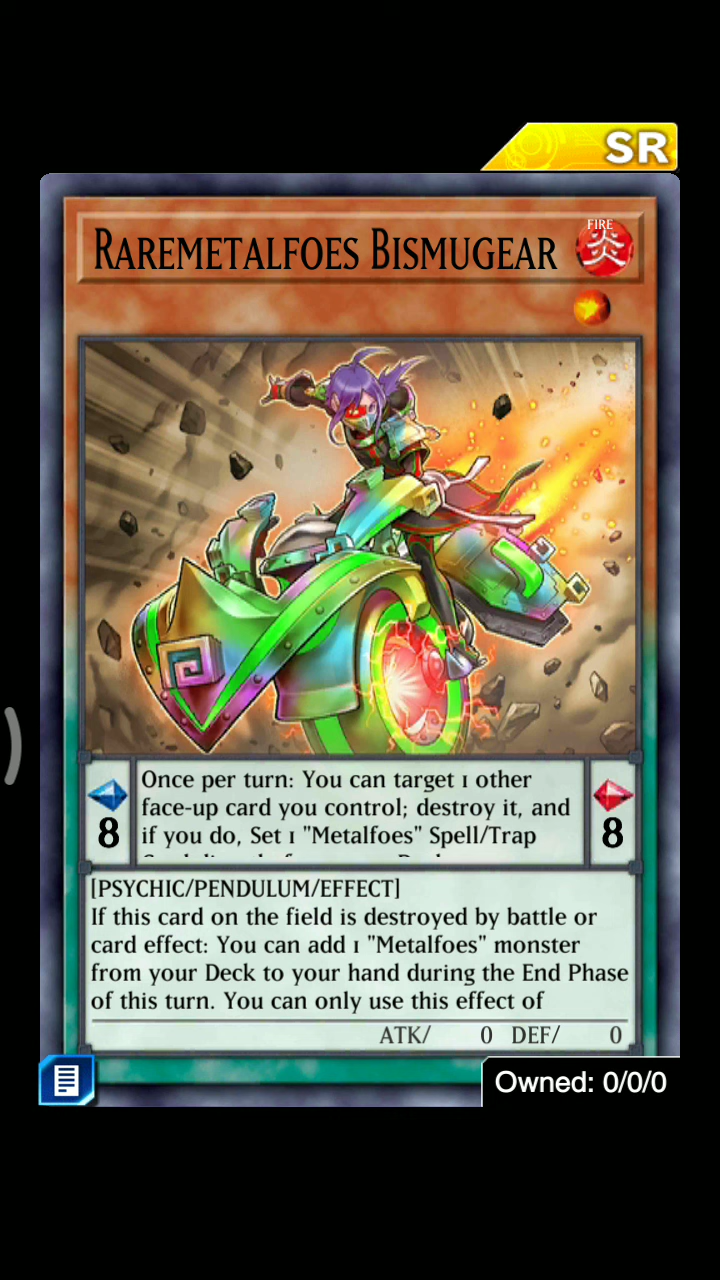 SR
RAREMETALFOES BISMUGEAR
FIRE
炎
Once per turn: You can target 1 other
face-up card you control; destroy it, and
if you do, Set 1 "Metalfoes" Spell/Trap
8
8
[PSYCHIC/PENDULUM/EFFECT]
If this card on the field is destroyed by battle or
card effect: You can add 1 "Metalfoes" monster
from your Deck to your hand during the End Phase
of this turn. You can only use this effect of
ATK/ 0 DEF/ 0
Owned: 0/0/0